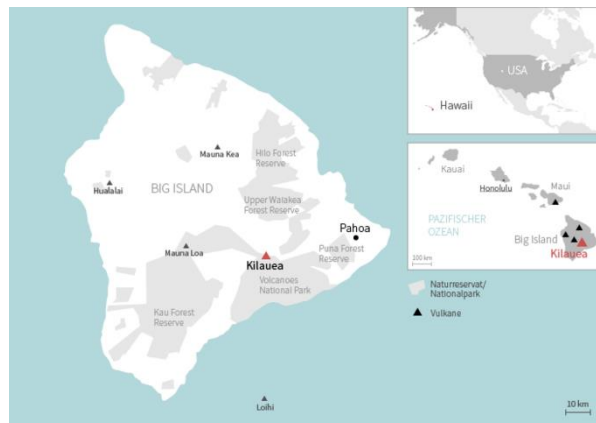 Mauna Kea
Hilo Forest
Reserve
Hualalai
BIG ISLAND
Upper Waiakea
Forest Reserve
Pahoa
Mauna Loa
Puna Forest
Reserve
Kilauea
Volcanoes
National Park
Kau Forest
Reserve
Loihi
USA
Hawaii
Kauai
Honolulu
Maui
PAZIFISCHER
OZEAN
Big Island
Kilauea
100 km
Naturreservat/
Nationalpark
Vulkane
10 km